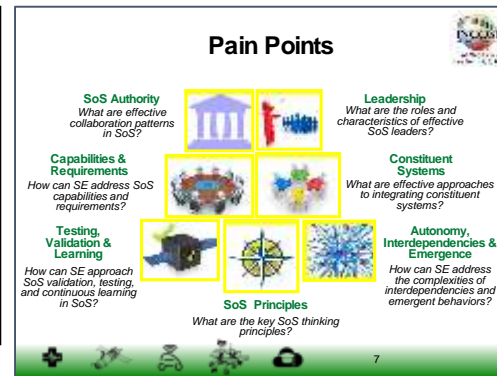 INCOSE
Pain Points
SoS Authority
What are effective
collaboration patterns
in SoS?
Leadership
What are the roles and
characteristics of effective
SoS leaders?
Capabilities &
Requirements
How can SE address SoS
capabilities and
requirements?
Constituent
Systems
What are effective approaches
to integrating constituent
systems?
Testing,
Validation &
Learning
How can SE approach
SoS validation, testing,
and continuous learning
in SoS?
Autonomy,
Interdependencies &
Emergence
How can SE address
the complexities of
interdependencies and
emergent behaviors?
SoS Principles
What are the key SoS thinking
principles?
7